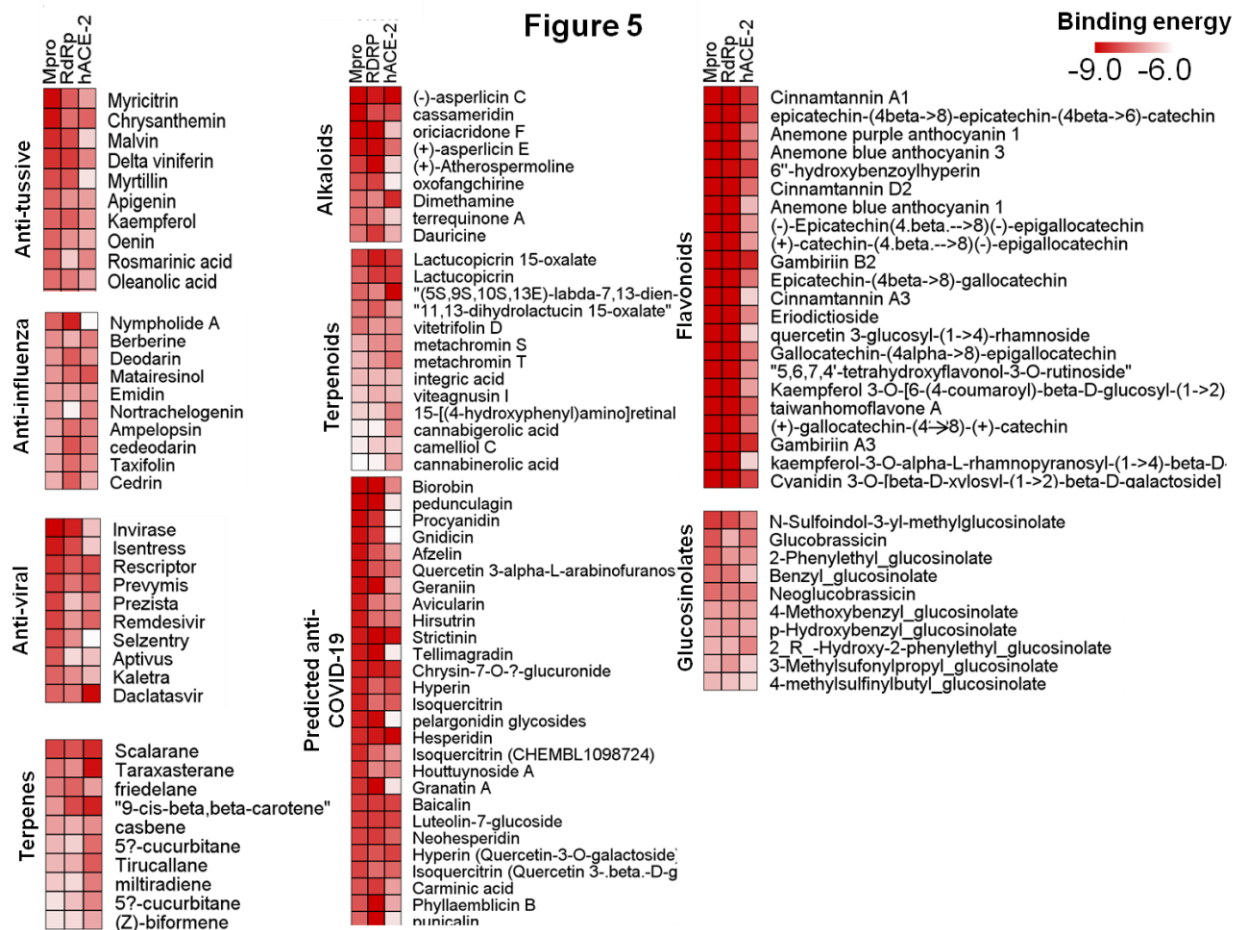 Figure 5
Binding energy
-9.0 -6.0
Mpro
RdRp
hACE-2
Anti-tussive
Myricitrin
Chrysanthemin
Malvin
Delta viniferin
Myrtillin
Apigenin
Kaempferol
Oenin
Rosmarinic acid
Oleanolic acid
Anti-influenza
Nympholide A
Berberine
Deodarin
Matairesinol
Emidin
Nortrachelogenin
Ampelopsin
cedeodarin
Taxifolin
Cedrin
Anti-viral
Invirase
Isentress
Rescriptor
Prevymis
Prezista
Remdesivir
Selzentry
Aptivus
Kaletra
Daclatasvir
Terpenes
Scalarane
Taraxasterane
friedelane
"9-cis-beta,beta-carotene"
casbene
5?-cucurbitane
Tirucallane
miltiradiene
5?-cucurbitane
(Z)-biformene
Mpro
RDRP
hACE-2
Alkaloids
(-)-asperlicin C
cassameridin
oriciacridone F
(+)-asperlicin E
(+)-Atherospermoline
oxofangchirine
Dimethamine
terrequinone A
Dauricine
Terpenoids
Lactucopicrin 15-oxalate
Lactucopicrin
"(5S,9S,10S,13E)-labda-7,13-dien-
"11,13-dihydrolactucin 15-oxalate"
vitetrifolin D
metachromin S
metachromin T
integric acid
viteagnusin I
15-[(4-hydroxyphenyl)amino]retinal
cannabigerolic acid
camelliol C
cannabinerolic acid
Predicted anti-
COVID-19
Biorobin
pedunculagin
Procyanidin
Gnidicin
Afzelin
Quercetin 3-alpha-L-arabinofuranos
Geraniin
Avicularin
Hirsutrin
Strictinin
Tellimagradin
Chrysin-7-O-?-glucuronide
Hyperin
Isoquercitrin
pelargonidin glycosides
Hesperidin
Isoquercitrin (CHEMBL1098724)
Houttuynoside A
Granatin A
Baicalin
Luteolin-7-glucoside
Neohesperidin
Hyperin (Quercetin-3-O-galactoside)
Isoquercitrin (Quercetin 3-.beta.-D-g
Carminic acid
Phyllaemblicin B
punicalin
Mpro
RdRp
hACE-2
Flavonoids
Cinnamtannin A1
epicatechin-(4beta->8)-epicatechin-(4beta->6)-catechin
Anemone purple anthocyanin 1
Anemone blue anthocyanin 3
6''-hydroxybenzoylhyperin
Cinnamtannin D2
Anemone blue anthocyanin 1
(-)-Epicatechin(4.beta.-->8)(-)-epigallocatechin
(+)-catechin-(4.beta.-->8)(-)-epigallocatechin
Gambiriin B2
Epicatechin-(4beta->8)-gallocatechin
Cinnamtannin A3
Eriodictioside
quercetin 3-glucosyl-(1->4)-rhamnoside
Gallocatechin-(4alpha->8)-epigallocatechin
"5,6,7,4'-tetrahydroxyflavonol-3-O-rutinoside"
Kaempferol 3-O-[6-(4-coumaroyl)-beta-D-glucosyl-(1->2)
taiwanhomoflavone A
(+)-gallocatechin-(4→8)-(+)-catechin
Gambiriin A3
kaempferol-3-O-alpha-L-rhamnopyranosyl-(1->4)-beta-D-
Cyanidin 3-O-[beta-D-xylosyl-(1->2)-beta-D-galactoside]
Glucosinolates
N-Sulfoindol-3-yl-methylglucosinolate
Glucobrassicin
2-Phenylethyl_glucosinolate
Benzyl_glucosinolate
Neoglucobrassicin
4-Methoxybenzyl_glucosinolate
p-Hydroxybenzyl_glucosinolate
2_R_-Hydroxy-2-phenylethyl_glucosinolate
3-Methylsufonylpropyl_glucosinolate
4-methylsulfinylbutyl_glucosinolate